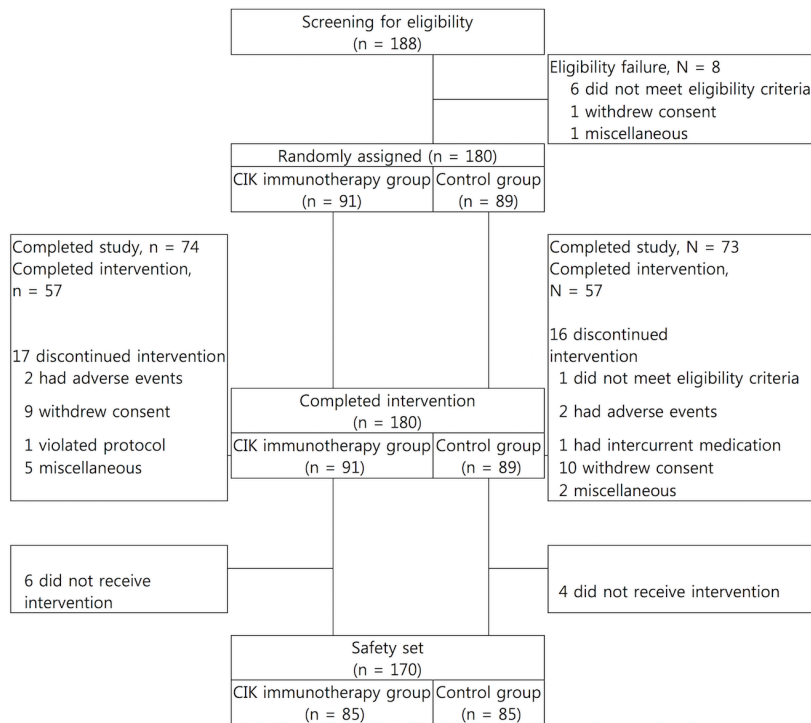 Screening for eligibility
(n = 188)
Eligibility failure, N = 8
6 did not meet eligibility criteria
1 withdrew consent
1 miscellaneous
Randomly assigned (n = 180)
CIK immunotherapy group
(n = 91)
Control group
(n = 89)
Completed study, n = 74
Completed intervention,
n = 57
17 discontinued intervention
2 had adverse events
9 withdrew consent
1 violated protocol
5 miscellaneous
Completed study, N = 73
Completed intervention,
N = 57
16 discontinued
intervention
1 did not meet eligibility criteria
2 had adverse events
1 had intercurrent medication
10 withdrew consent
2 miscellaneous
Completed intervention
(n = 180)
CIK immunotherapy group
(n = 91)
Control group
(n = 89)
6 did not receive
intervention
4 did not receive intervention
Safety set
(n = 170)
CIK immunotherapy group
(n = 85)
Control group
(n = 85)